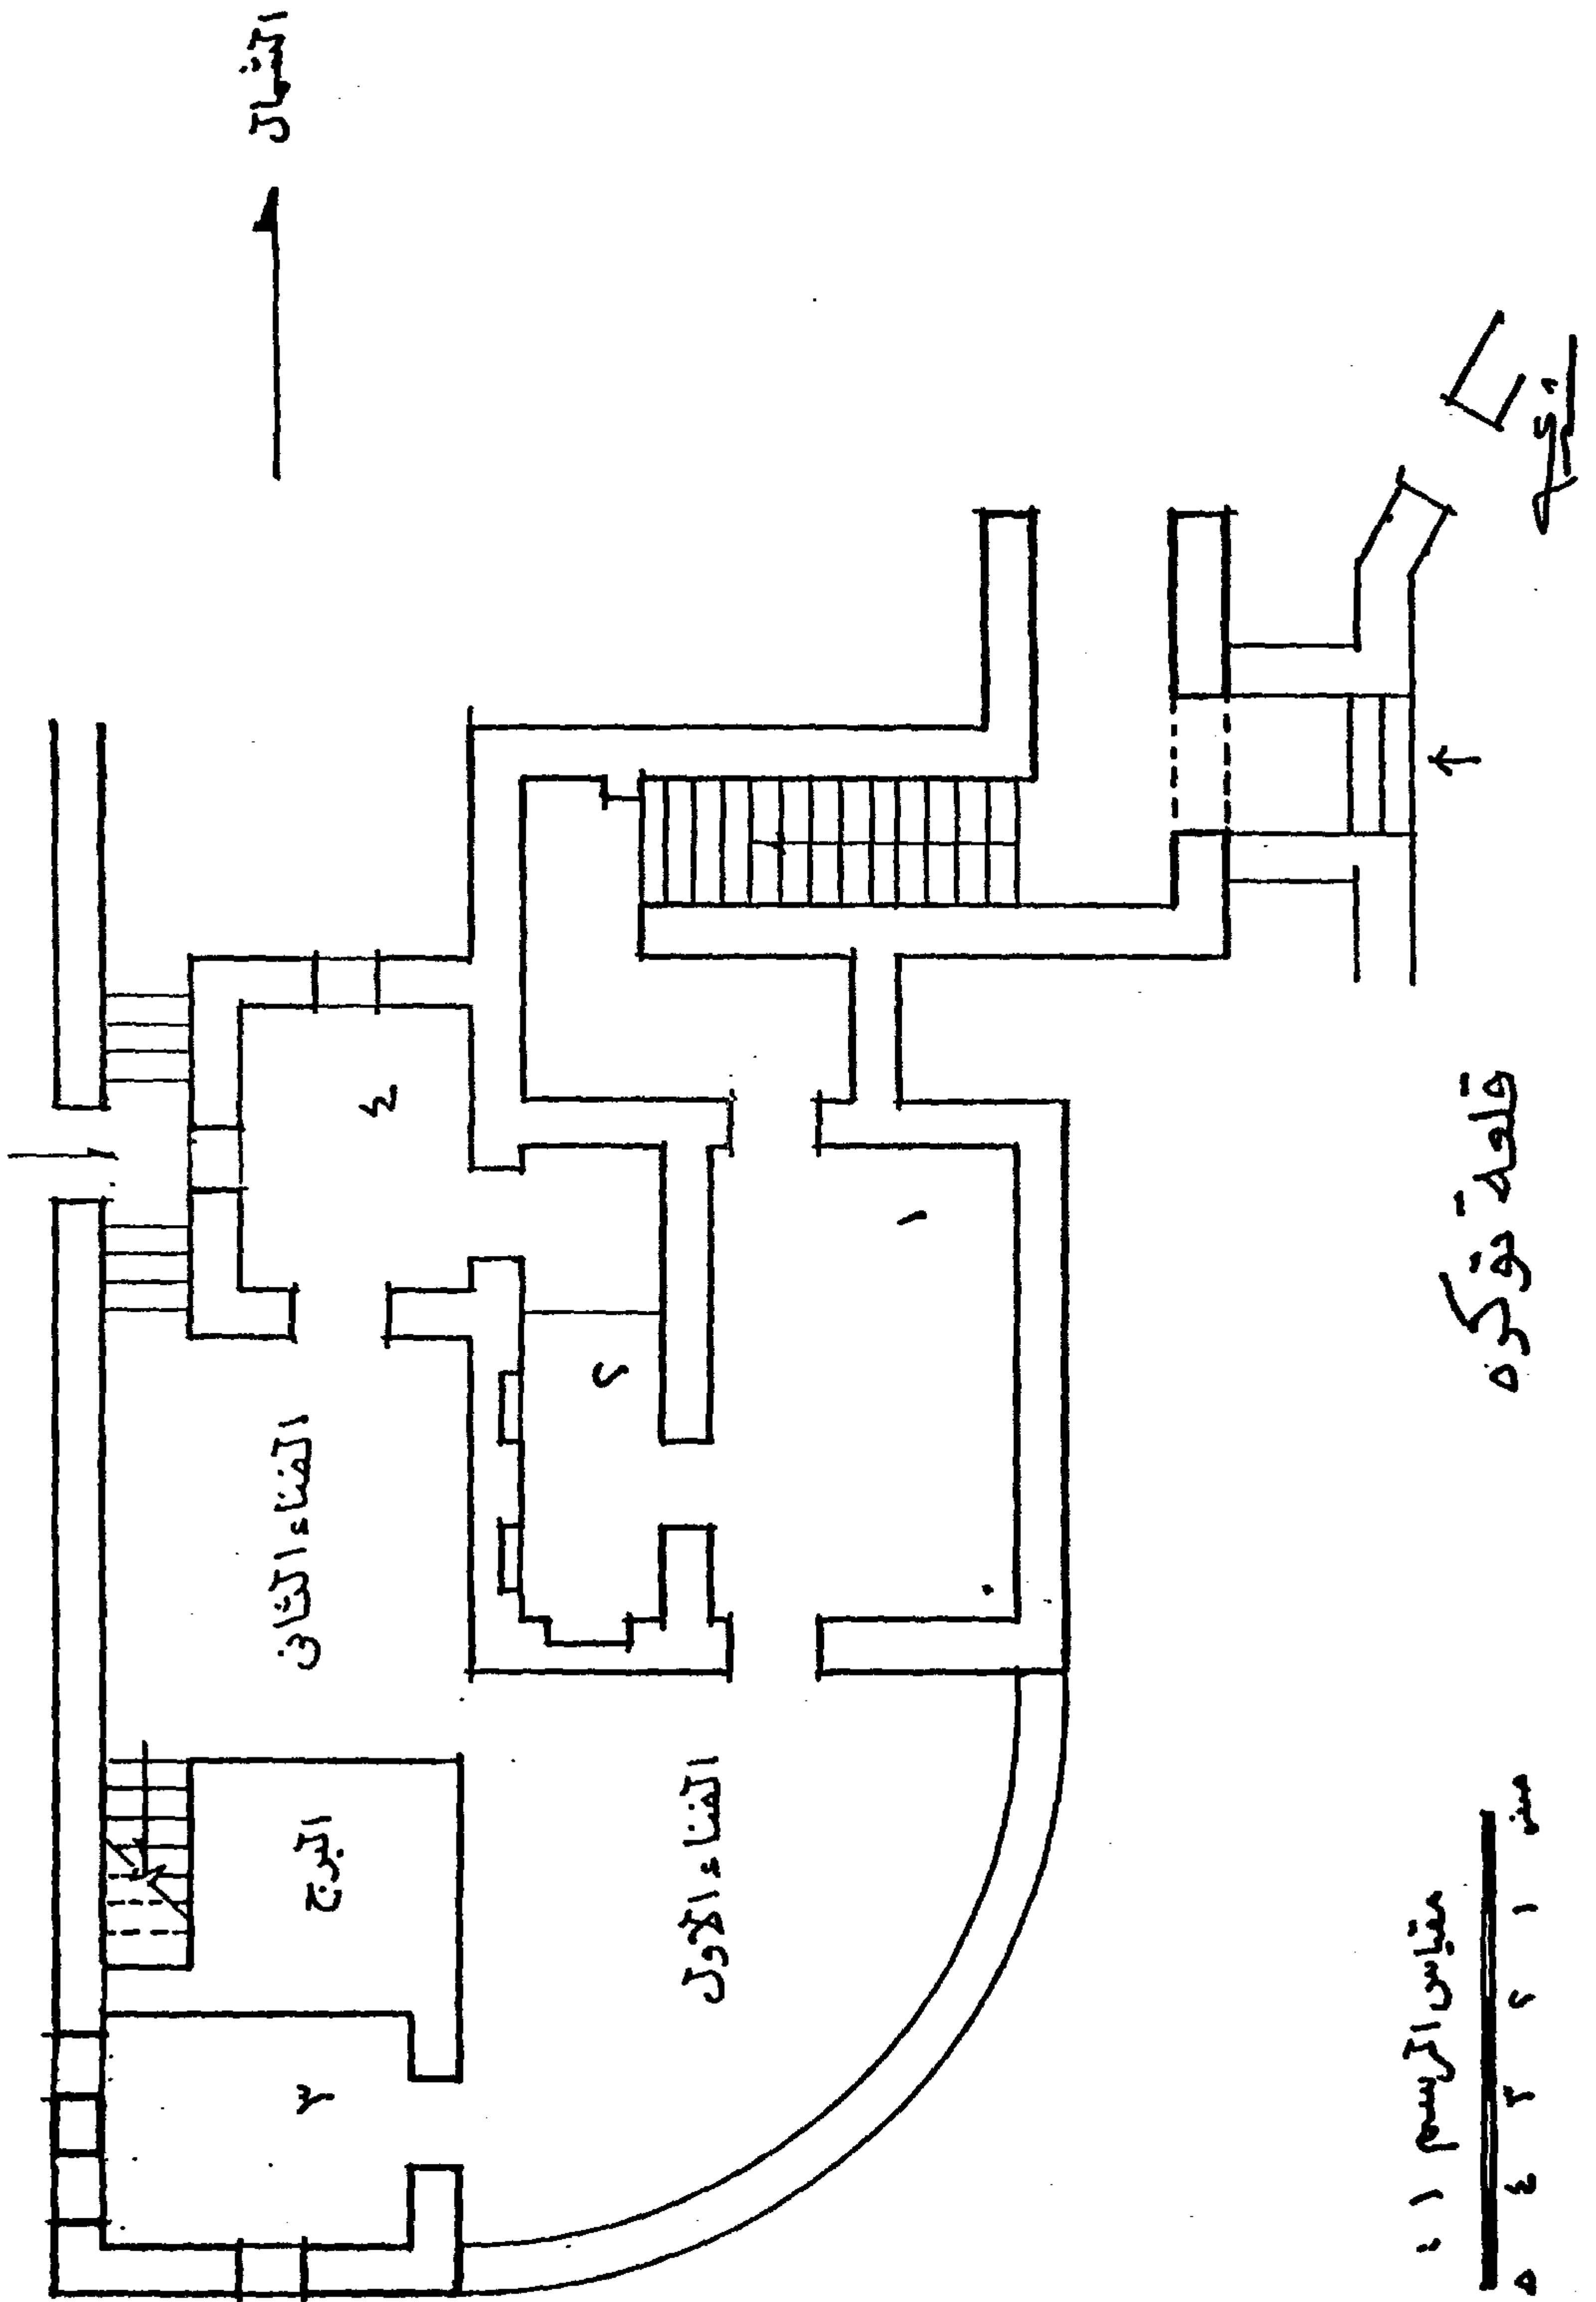 الشمال
٤
٢
١
الفناء الثاني
البرج
الفناء الأول
٣
قلعة توكره
مقياس الرسم ١ :
متر ١ ٢ ٣ ٤ ٥